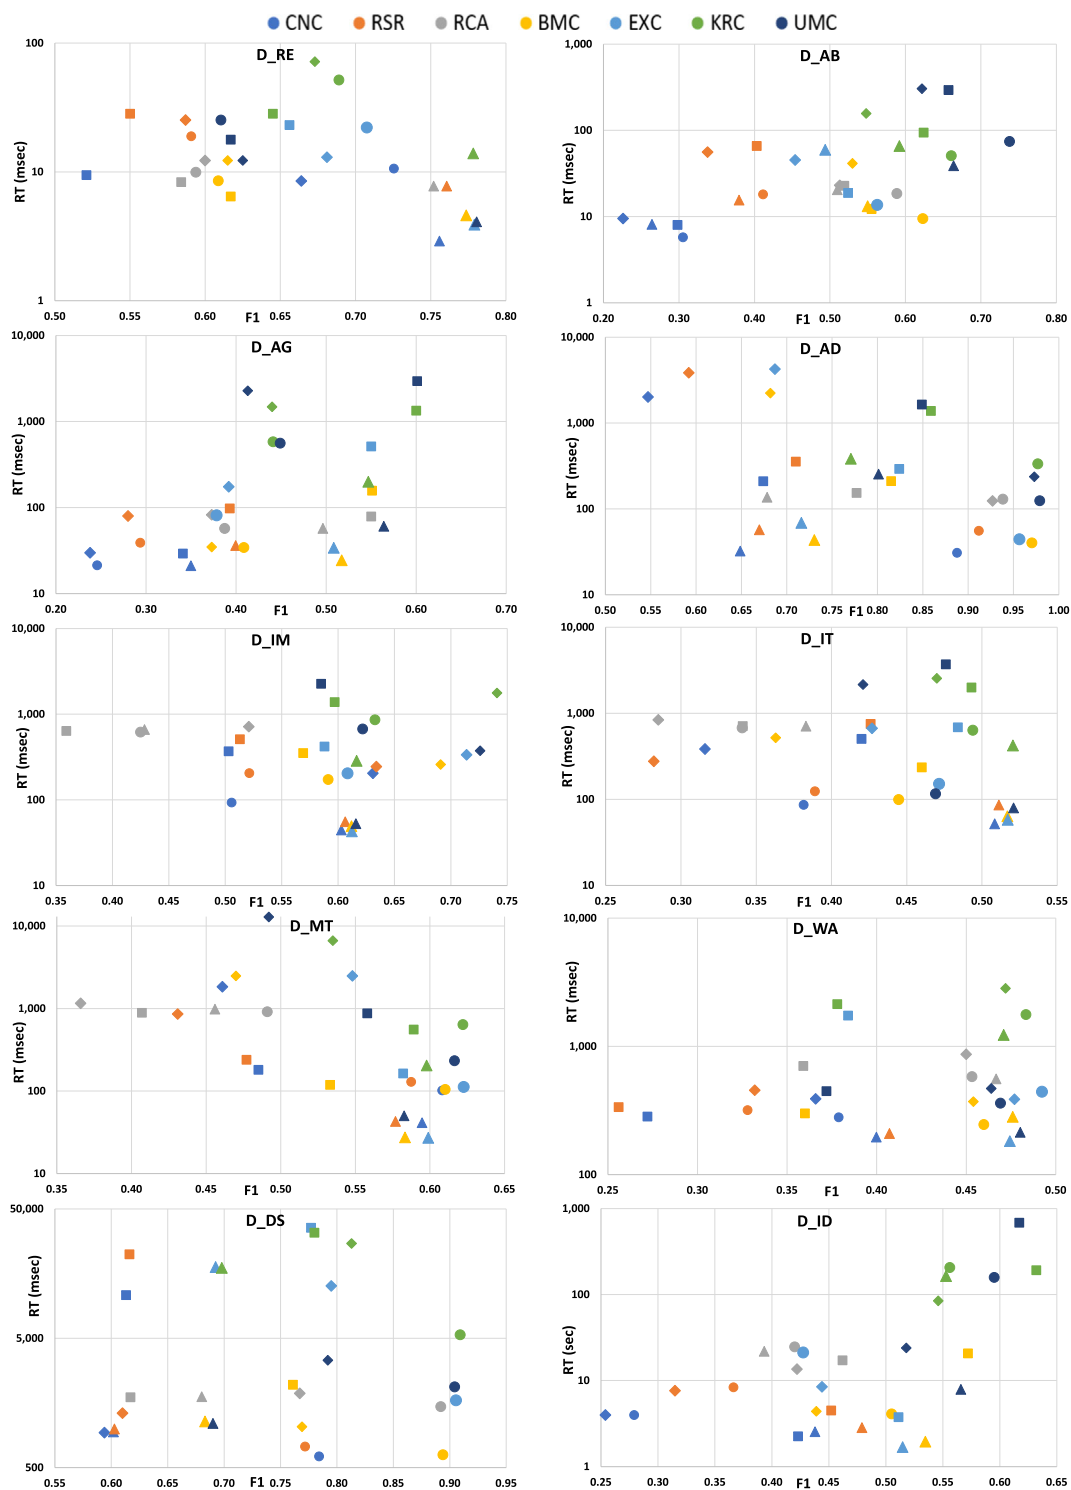 CNC RSR RCA BMC EXC KRC UMC
D_RE
100
10
1
RT (msec)
0.50 0.55 0.60 0.65 0.70 0.75 0.80
F1
D_AB
1,000
100
10
1
RT (msec)
0.20 0.30 0.40 0.50 0.60 0.70 0.80
F1
D_AG
10,000
1,000
100
10
RT (msec)
0.20 0.30 0.40 0.50 0.60 0.70
F1
D_AD
10,000
1,000
100
10
RT (msec)
0.50 0.55 0.60 0.65 0.70 0.75 0.80 0.85 0.90 0.95 1.00
F1
D_IM
10,000
1,000
100
10
RT (msec)
0.35 0.40 0.45 0.50 0.55 0.60 0.65 0.70 0.75
F1
D_IT
10,000
1,000
100
10
RT (msec)
0.25 0.30 0.35 0.40 0.45 0.50 0.55
F1
D_MT
10,000
1,000
100
10
RT (msec)
0.35 0.40 0.45 0.50 0.55 0.60 0.65
F1
D_WA
10,000
1,000
100
RT (msec)
0.25 0.30 0.35 0.40 0.45 0.50
F1
D_DS
50,000
5,000
500
RT (msec)
0.55 0.60 0.65 0.70 0.75 0.80 0.85 0.90 0.95
F1
D_ID
1,000
100
10
1
RT (sec)
0.25 0.30 0.35 0.40 0.45 0.50 0.55 0.60 0.65
F1